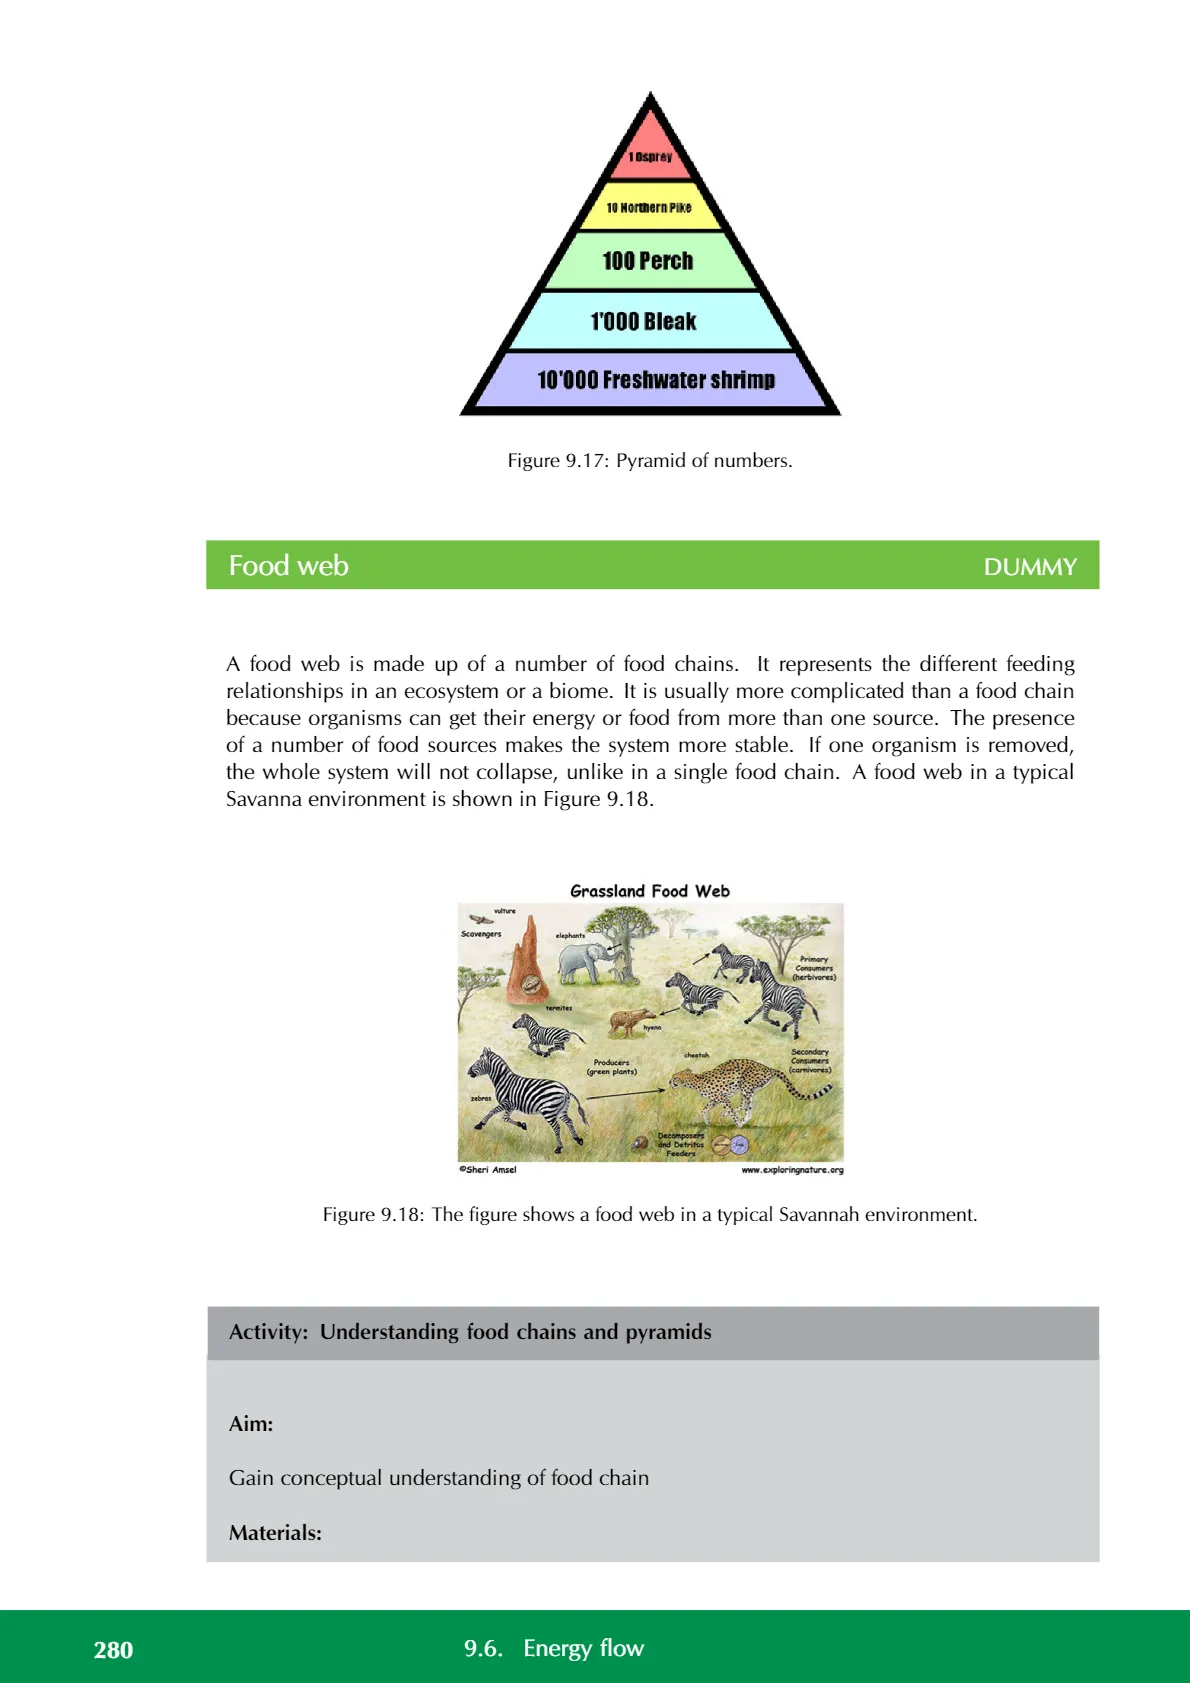 1 Osprey
10 Northern Pike
100 Perch
1'000 Bleak
10'000 Freshwater shrimp
Figure 9.17: Pyramid of numbers.
Food web DUMMY
A food web is made up of a number of food chains. It represents the different feeding
relationships in an ecosystem or a biome. It is usually more complicated than a food chain
because organisms can get their energy or food from more than one source. The presence
of a number of food sources makes the system more stable. If one organism is removed,
the whole system will not collapse, unlike in a single food chain. A food web in a typical
Savanna environment is shown in Figure 9.18.
Grassland Food Web
vulture
Scavengers
elephants
Primary
Consumers
(herbivores)
termites
hyena
Producers
(green plants)
cheetah
Secondary
Consumers
(carnivores)
zebras
Decomposers
and Detritus
Feeders
©Sheri Amsel www.exploringnature.org
Figure 9.18: The figure shows a food web in a typical Savannah environment.
Activity: Understanding food chains and pyramids
Aim:
Gain conceptual understanding of food chain
Materials:
280 9.6. Energy flow